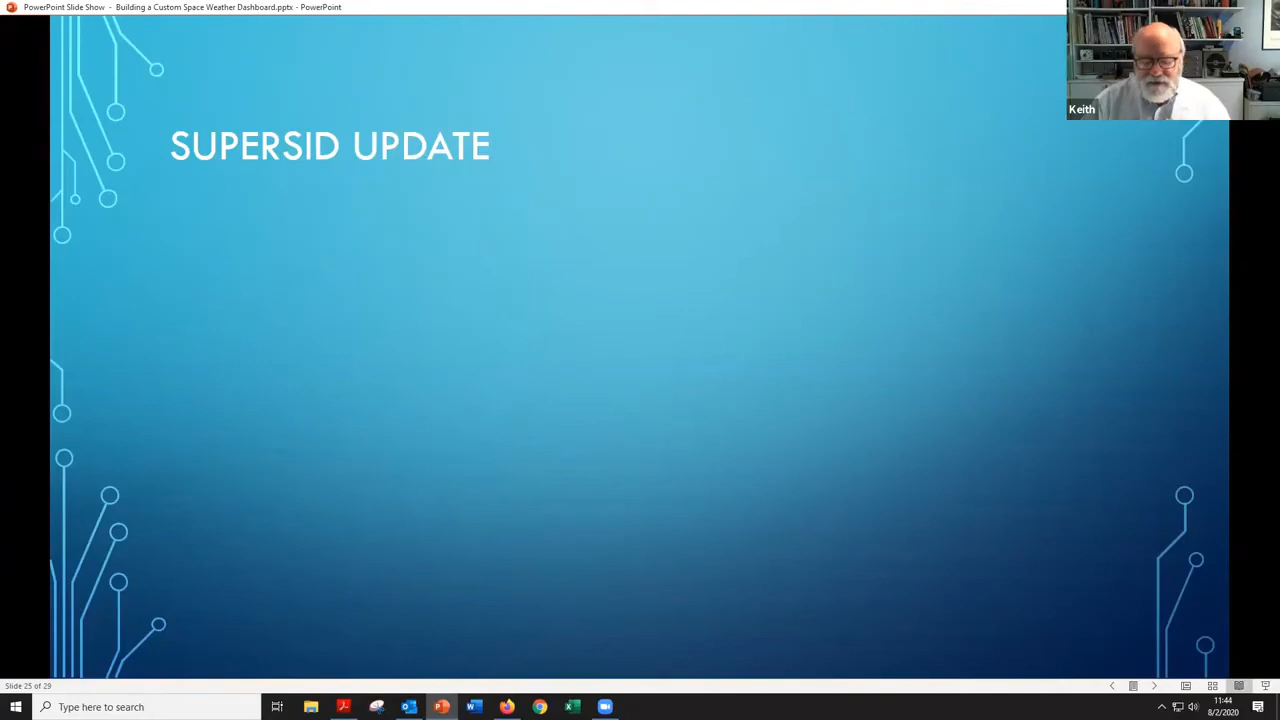 PowerPoint Slide Show - Building a Custom Space Weather Dashboard.pptx - PowerPoint
Keith
SUPERSID UPDATE
Slide 25 of 29
Type here to search
11:44
8/2/2020